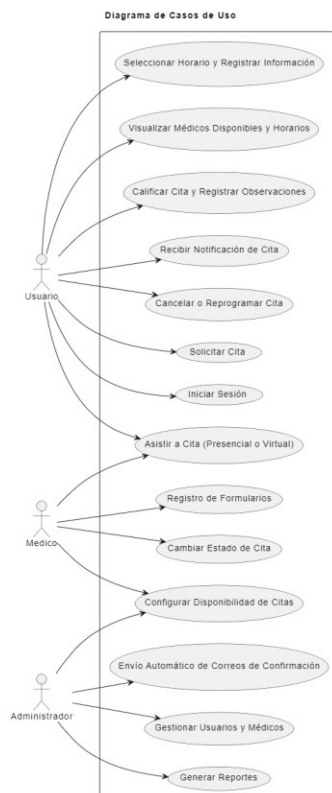 Diagrama de Casos de Uso
Seleccionar Horario y Registrar Información
Visualizar Médicos Disponibles y Horarios
Calificar Cita y Registrar Observaciones
Recibir Notificación de Cita
Usuario
Cancelar o Reprogramar Cita
Solicitar Cita
Iniciar Sesión
Asistir a Cita (Presencial o Virtual)
Registro de Formularios
Medico
Cambiar Estado de Cita
Configurar Disponibilidad de Citas
Envío Automático de Correos de Confirmación
Administrador
Gestionar Usuarios y Médicos
Generar Reportes